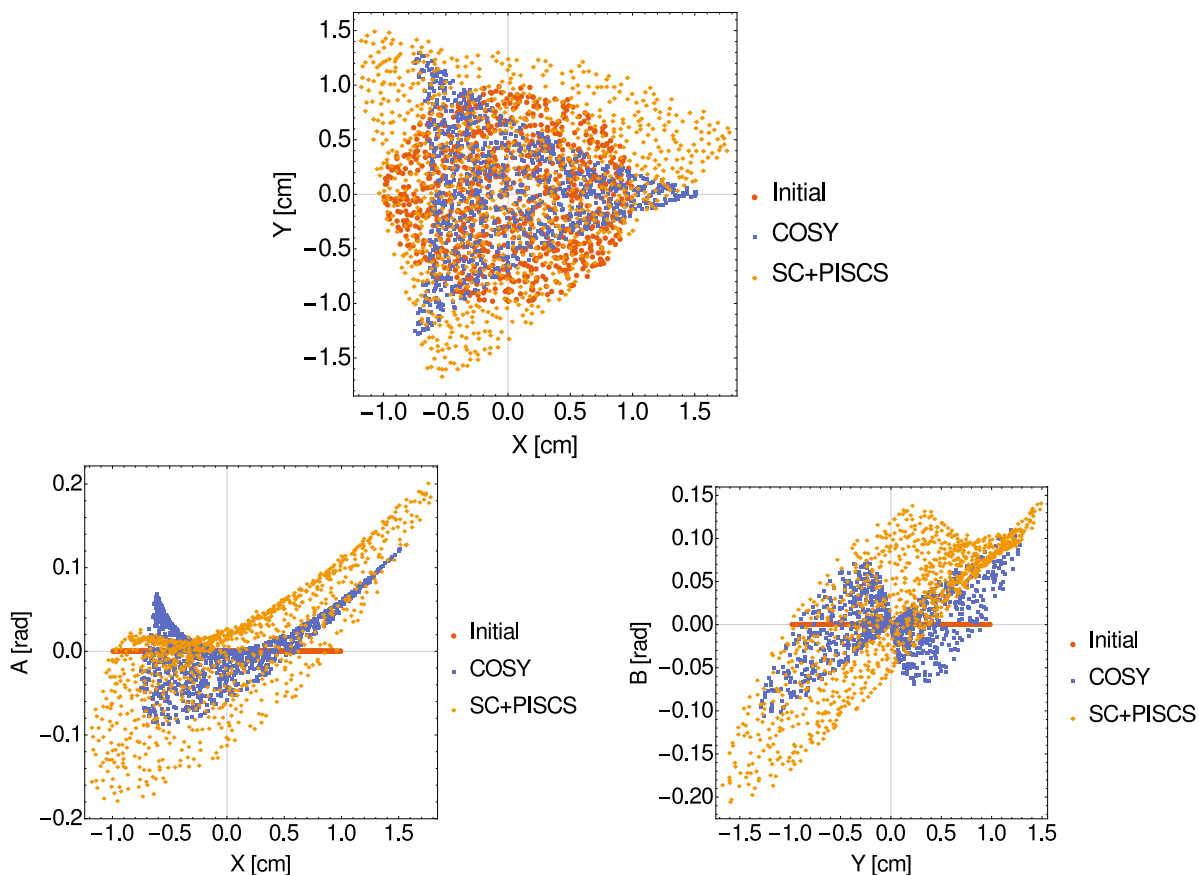 1.5
1.0
0.5
0.0
−0.5
−1.0
−1.5
Y [cm]
−1.0 −0.5 0.0 0.5 1.0 1.5
X [cm]
Initial
COSY
SC+PISCS
0.2
0.1
0.0
−0.1
−0.2
A [rad]
−1.0 −0.5 0.0 0.5 1.0 1.5
X [cm]
Initial
COSY
SC+PISCS
0.15
0.10
0.05
0.00
−0.05
−0.10
−0.15
−0.20
B [rad]
−1.5 −1.0 −0.5 0.0 0.5 1.0 1.5
Y [cm]
Initial
COSY
SC+PISCS